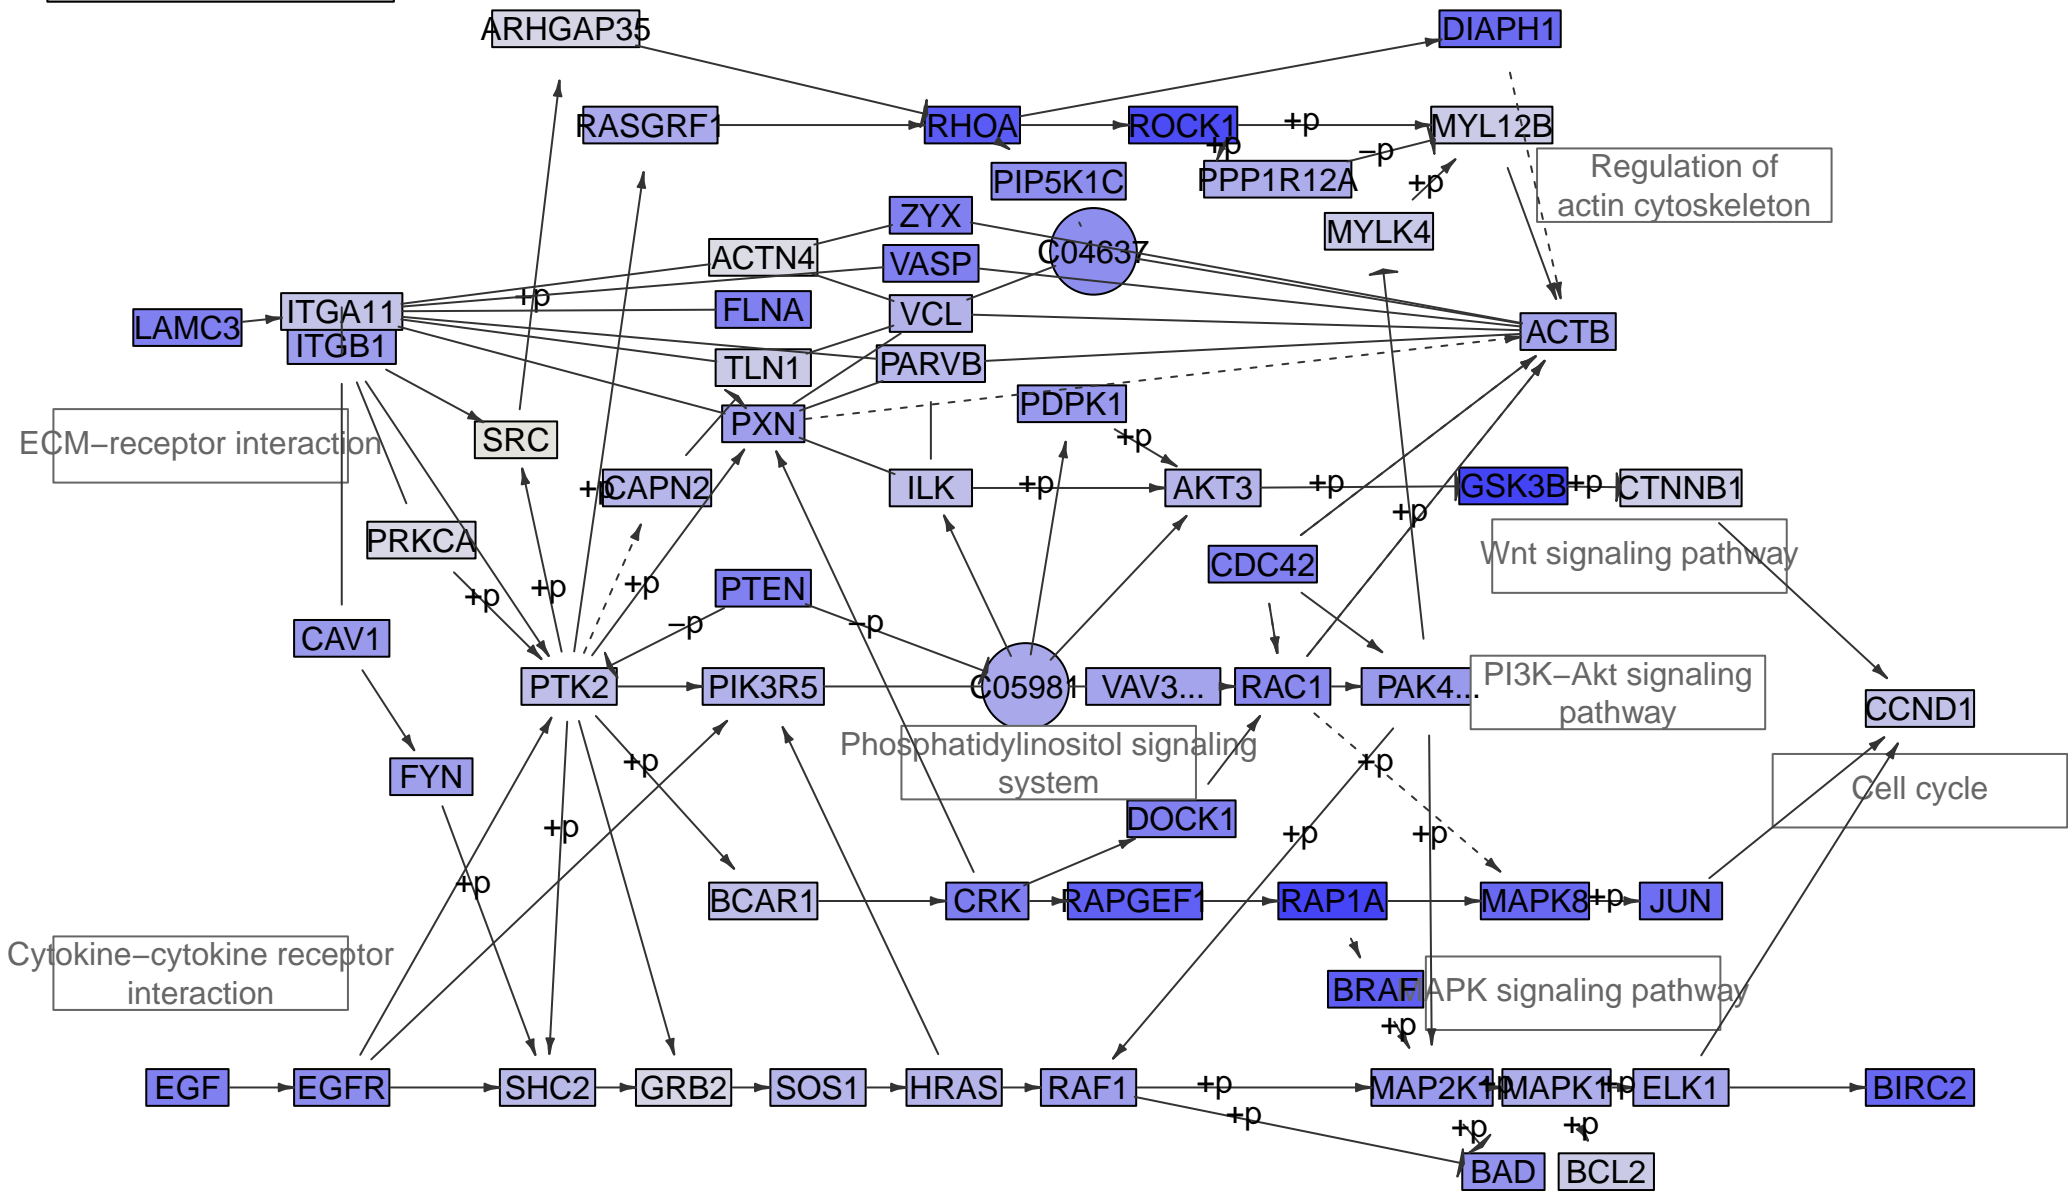 ARHGAP35
DIAPH1
RASGRF1
RHOA
ROCK1
+p
MYL12B
+p
−p
PIP5K1C
PPP1R12A
+p
Regulation of
actin cytoskeleton
ZYX
MYLK4
ACTN4
VASP
C04637
+p
LAMC3
ITGA11
FLNA
VCL
ITGB1
ACTB
TLN1
PARVB
PDPK1
PXN
ECM−receptor interaction
SRC
+p
+p
CAPN2
ILK
+p
AKT3
+p
GSK3B
+p
CTNNB1
+p
PRKCA
Wnt signaling pathway
CDC42
+p
+p
+p
PTEN
−p
−p
CAV1
PTK2
PIK3R5
C05981
VAV3...
RAC1
PAK4...
PI3K−Akt signaling
pathway
CCND1
Phosphatidylinositol signaling
system
+p
+p
FYN
Cell cycle
DOCK1
+p
+p
+p
+p
BCAR1
CRK
RAPGEF1
RAP1A
MAPK8
+p
JUN
Cytokine−cytokine receptor
interaction
BRAF
MAPK signaling pathway
+p
EGF
EGFR
SHC2
GRB2
SOS1
HRAS
RAF1
+p
MAP2K1
+p
MAPK1
+p
ELK1
BIRC2
+p
+p
+p
BAD
BCL2